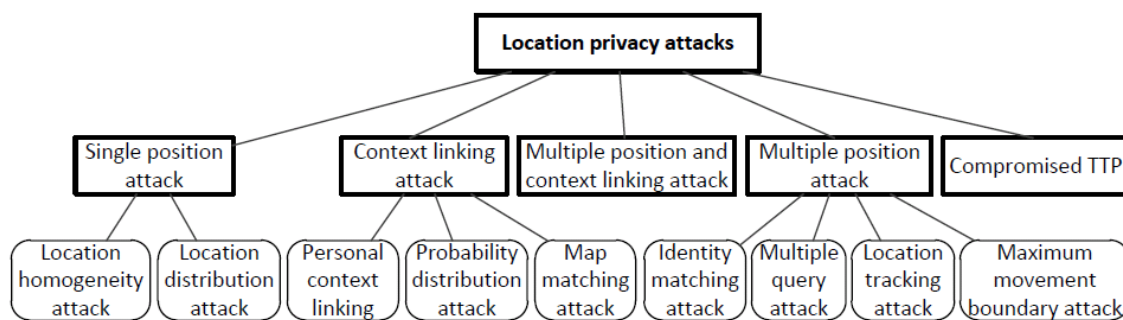 Location privacy attacks
Single position
attack
Context linking
attack
Multiple position and
context linking attack
Multiple position
attack
Compromised TTP
Location
homogeneity
attack
Location
distribution
attack
Personal
context
linking
Probability
distribution
attack
Map
matching
attack
Identity
matching
attack
Multiple
query
attack
Location
tracking
attack
Maximum
movement
boundary attack